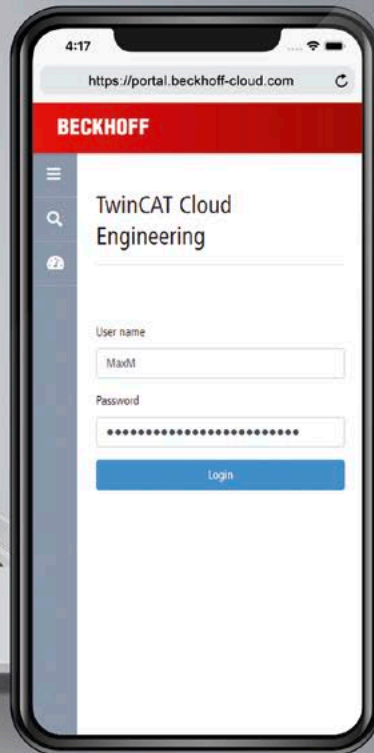 4:17
https://portal.beckhoff-cloud.com
BECKHOFF
TwinCAT Cloud
Engineering
User name
MaxM
Password
•••••••••••••••••••••••••
Login